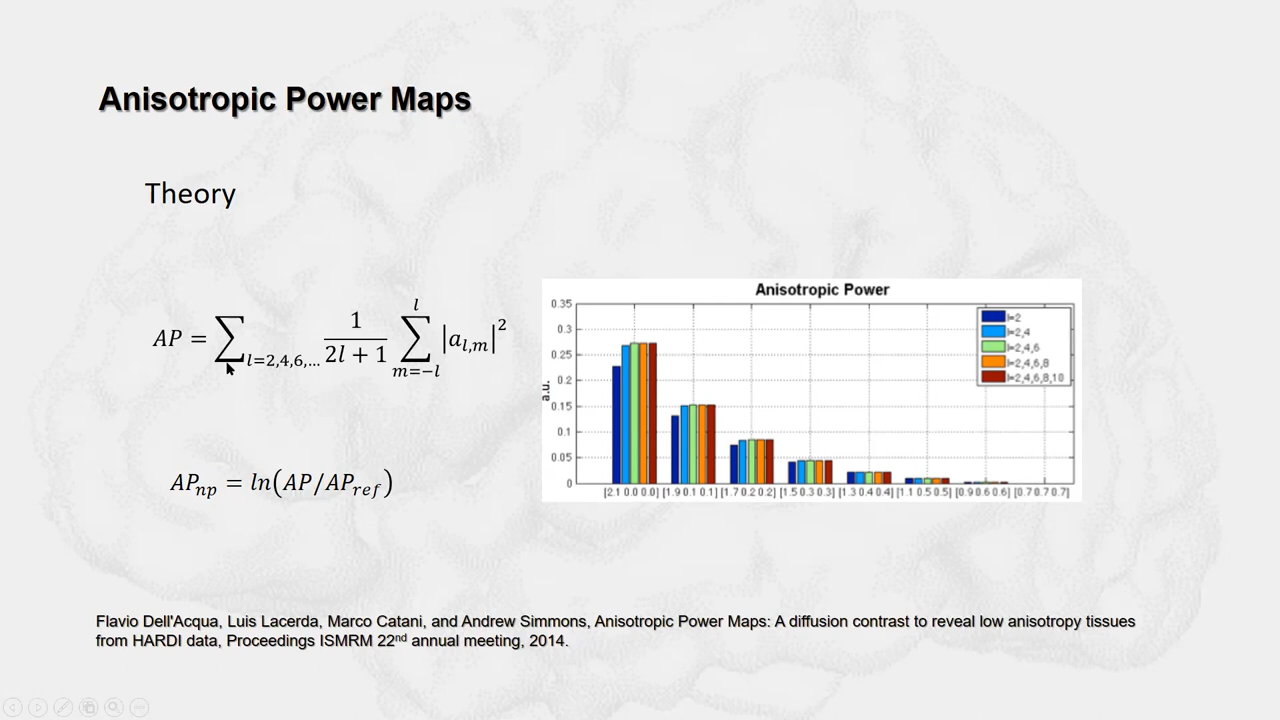 Anisotropic Power Maps
Theory
AP = ∑_{l=2,4,6,…} \frac{1}{2l + 1} ∑_{m=−l}^{l} |a_{l,m}|^2
AP_{np} = ln(AP/AP_{ref})
Anisotropic Power
a.u.
0.35
0.3
0.25
0.2
0.15
0.1
0.05
0
l=2
l=2,4
l=2,4,6
l=2,4,6,8
l=2,4,6,8,10
[2.1 0.0 0.0] [1.9 0.1 0.1] [1.7 0.2 0.2] [1.5 0.3 0.3] [1.3 0.4 0.4] [1.1 0.5 0.5] [0.9 0.6 0.6] [0.7 0.7 0.7]
Flavio Dell'Acqua, Luis Lacerda, Marco Catani, and Andrew Simmons, Anisotropic Power Maps: A diffusion contrast to reveal low anisotropy tissues
from HARDI data, Proceedings ISMRM 22nd annual meeting, 2014.